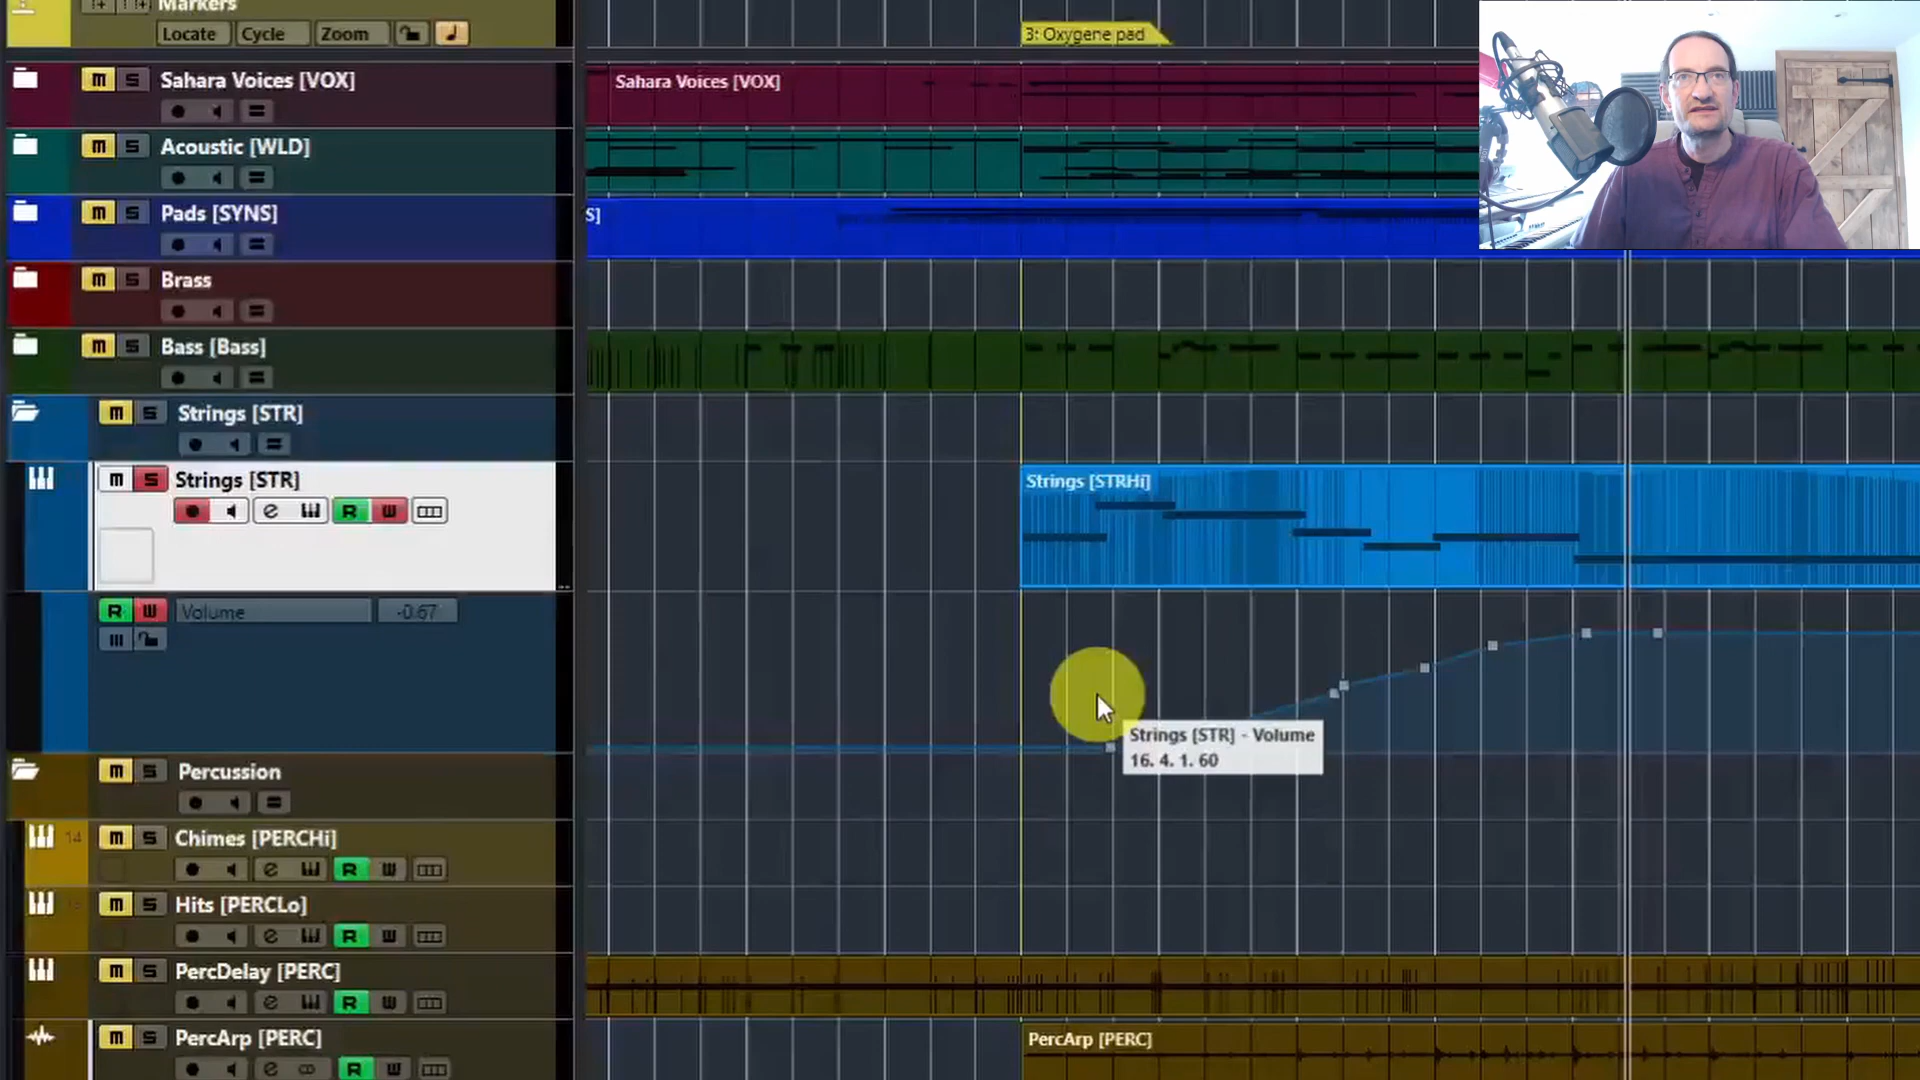 Markers
Locate Cycle Zoom
3: Oxygene pad
m S Sahara Voices [VOX]
Sahara Voices [VOX]
m S Acoustic [WLD]
m S Pads [SYNS]
S]
m S Brass
m S Bass [Bass]
m S Strings [STR]
m S Strings [STR]
e R W
Strings [STRHi]
R W Volume -0.67
Strings [STR] - Volume
16. 4. 1. 60
m S Percussion
14 m S Chimes [PERCHi]
e R W
m S Hits [PERCLo]
e R W
m S PercDelay [PERC]
e R W
m S PercArp [PERC]
PercArp [PERC]
e R W